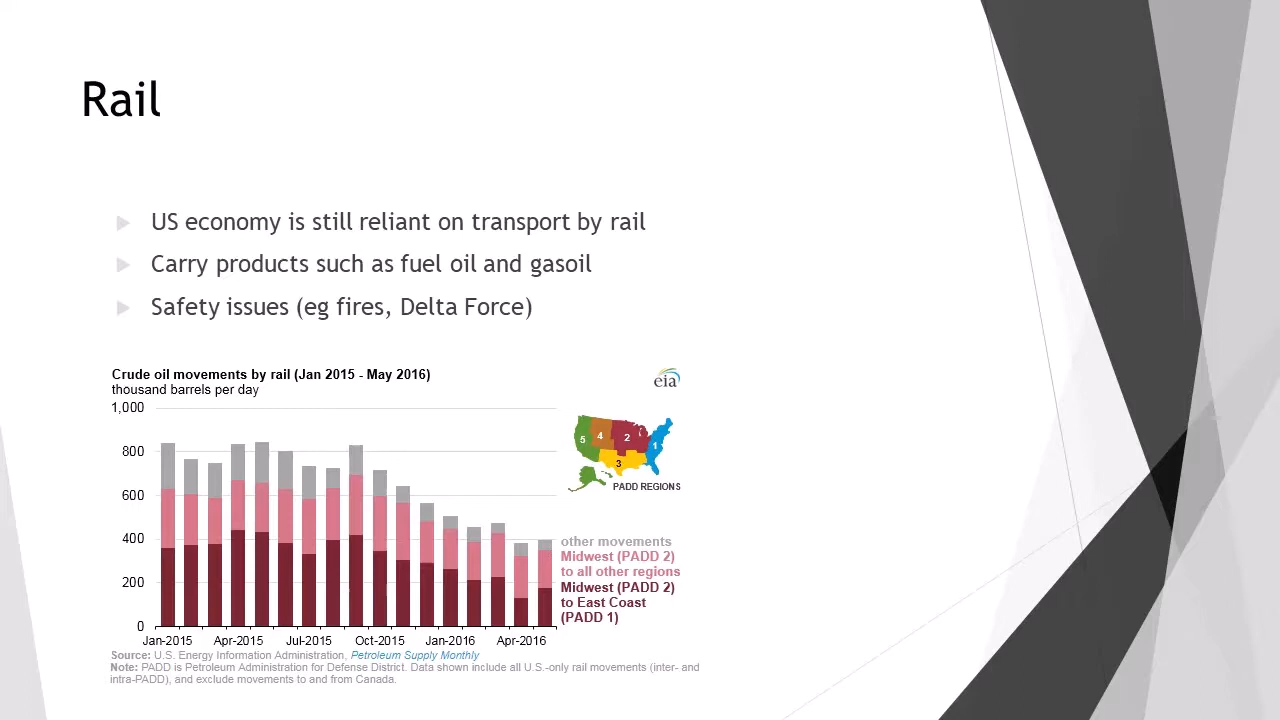 Rail
US economy is still reliant on transport by rail
Carry products such as fuel oil and gasoil
Safety issues (eg fires, Delta Force)
Crude oil movements by rail (Jan 2015 - May 2016)
thousand barrels per day
eia
1,000
800
600
400
200
0
Jan-2015 Apr-2015 Jul-2015 Oct-2015 Jan-2016 Apr-2016
5 4 2 1
3
PADD REGIONS
other movements
Midwest (PADD 2)
to all other regions
Midwest (PADD 2)
to East Coast
(PADD 1)
Source: U.S. Energy Information Administration, Petroleum Supply Monthly
Note: PADD is Petroleum Administration for Defense District. Data shown include all U.S.-only rail movements (inter- and
intra-PADD), and exclude movements to and from Canada.